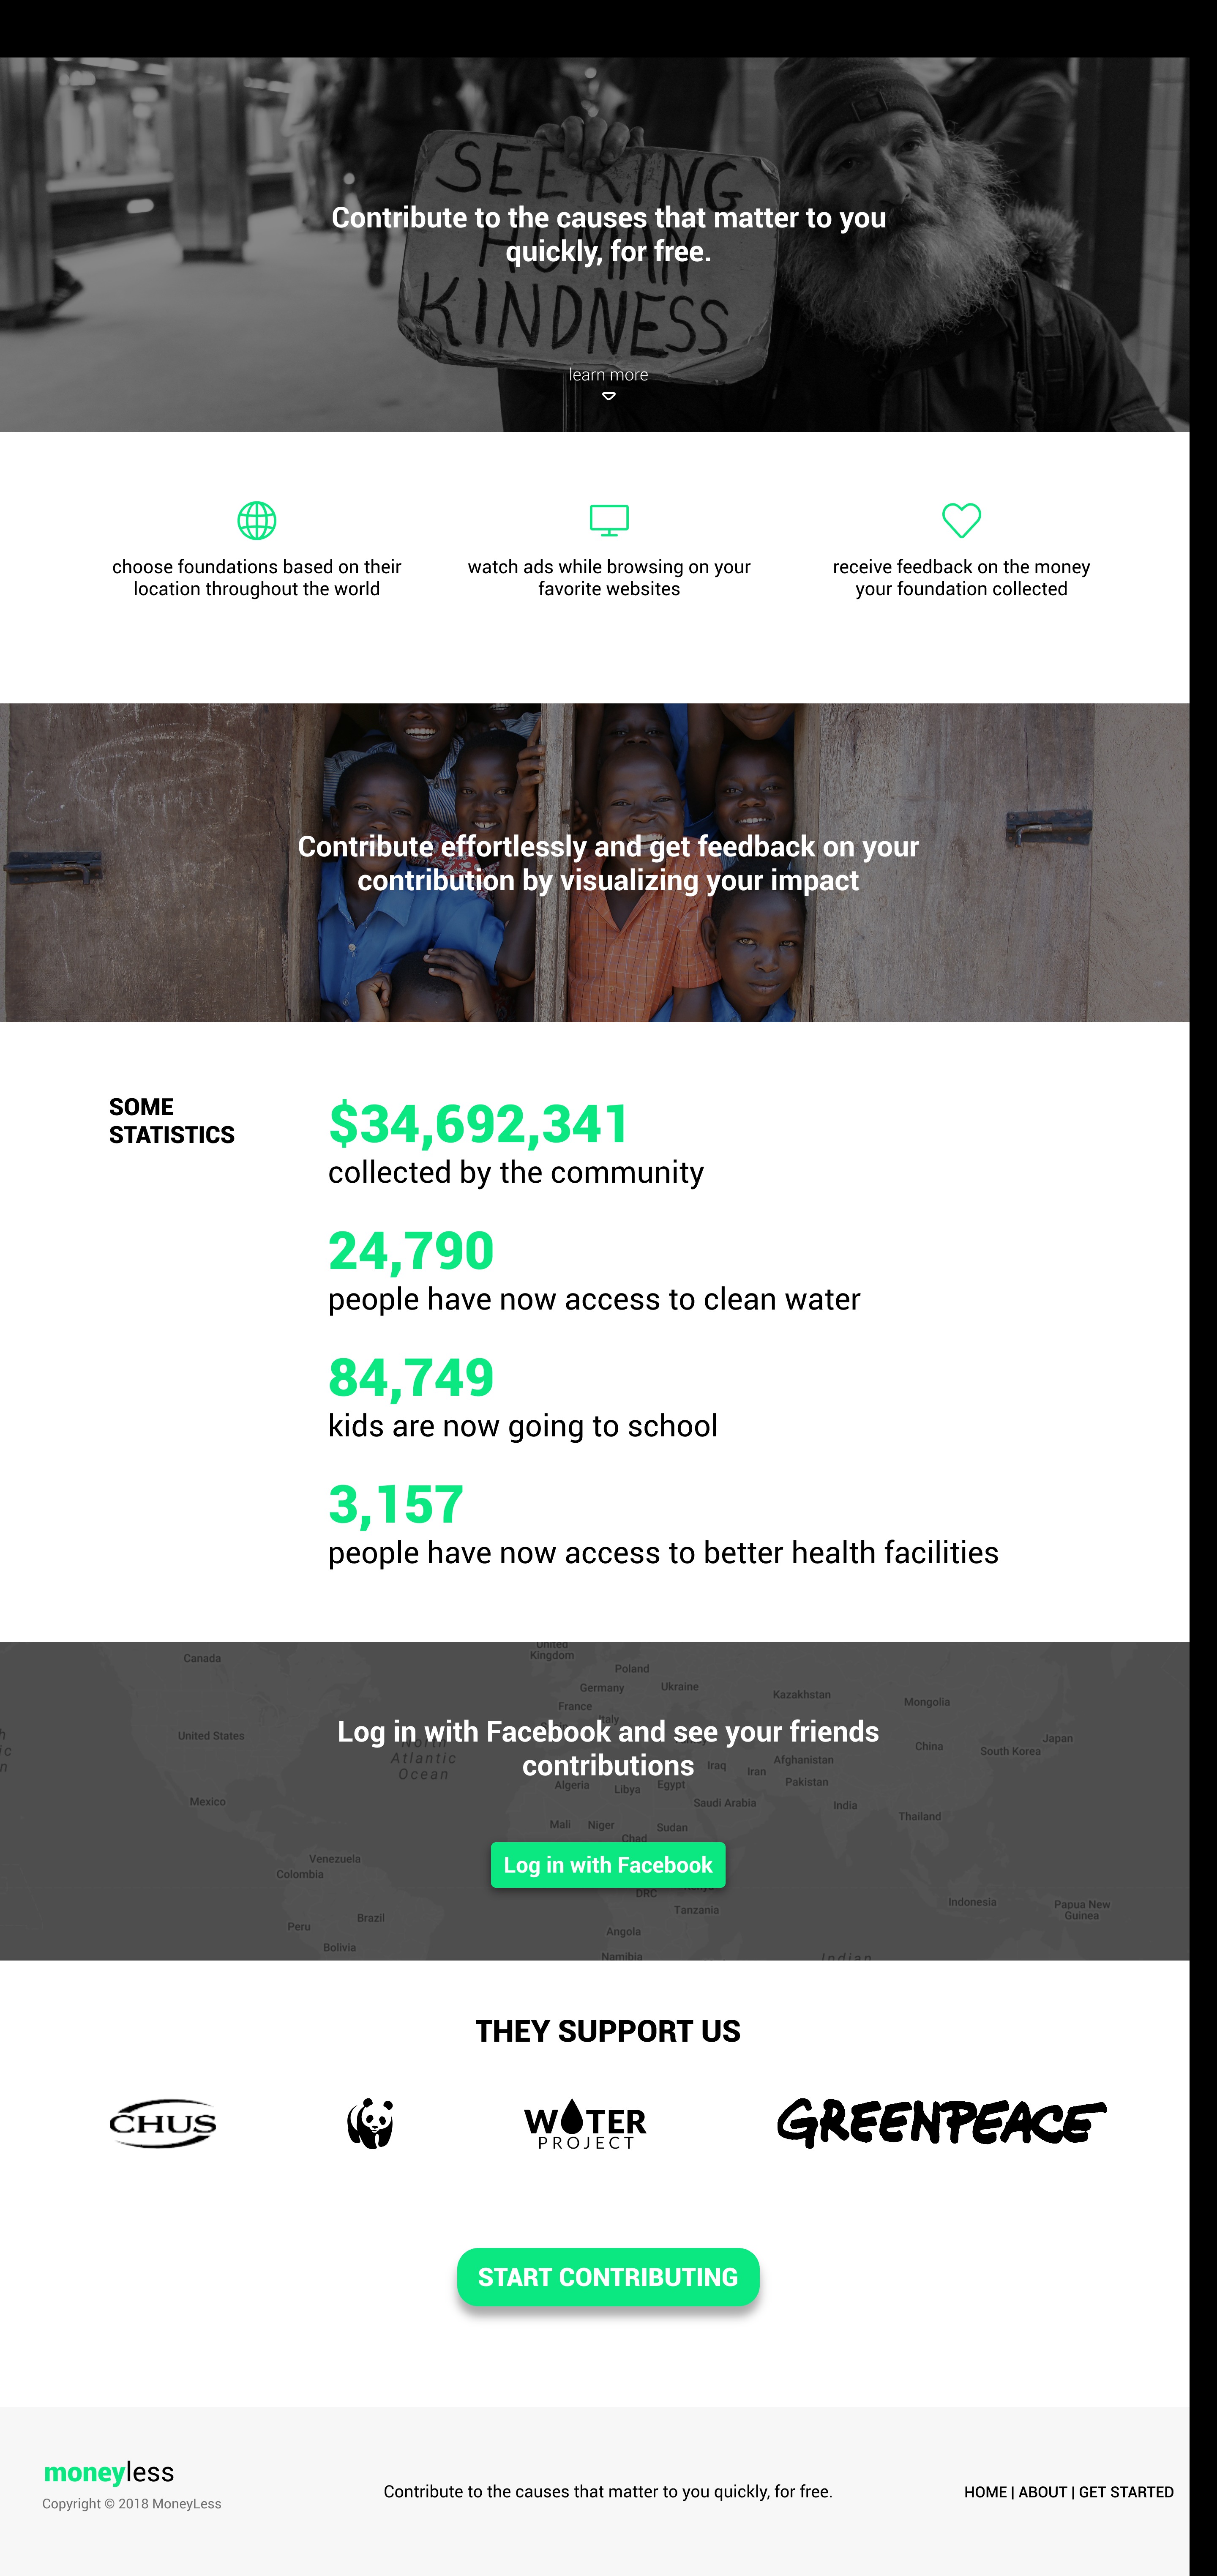 SEEKING
HUMAN
KINDNESS
Contribute to the causes that matter to you
quickly, for free.
learn more
choose foundations based on their
location throughout the world
watch ads while browsing on your
favorite websites
receive feedback on the money
your foundation collected
Contribute effortlessly and get feedback on your
contribution by visualizing your impact
SOME
STATISTICS
$34,692,341
collected by the community
24,790
people have now access to clean water
84,749
kids are now going to school
3,157
people have now access to better health facilities
United
Kingdom
Canada
Poland
Germany
Ukraine
Kazakhstan
France
Mongolia
Italy
United States
Japan
China
South Korea
North
Atlantic
Ocean
Afghanistan
Iraq
Iran
Pakistan
Algeria
Libya
Egypt
Mexico
Saudi Arabia
India
Thailand
Mali
Niger
Sudan
Chad
Venezuela
Colombia
DRC
Indonesia
Papua New
Guinea
Tanzania
Brazil
Peru
Angola
Bolivia
Namibia
Indian
Log in with Facebook and see your friends
contributions
Log in with Facebook
THEY SUPPORT US
CHUS
WATER
PROJECT
GREENPEACE
START CONTRIBUTING
moneyless
Copyright © 2018 MoneyLess
Contribute to the causes that matter to you quickly, for free.
HOME | ABOUT | GET STARTED